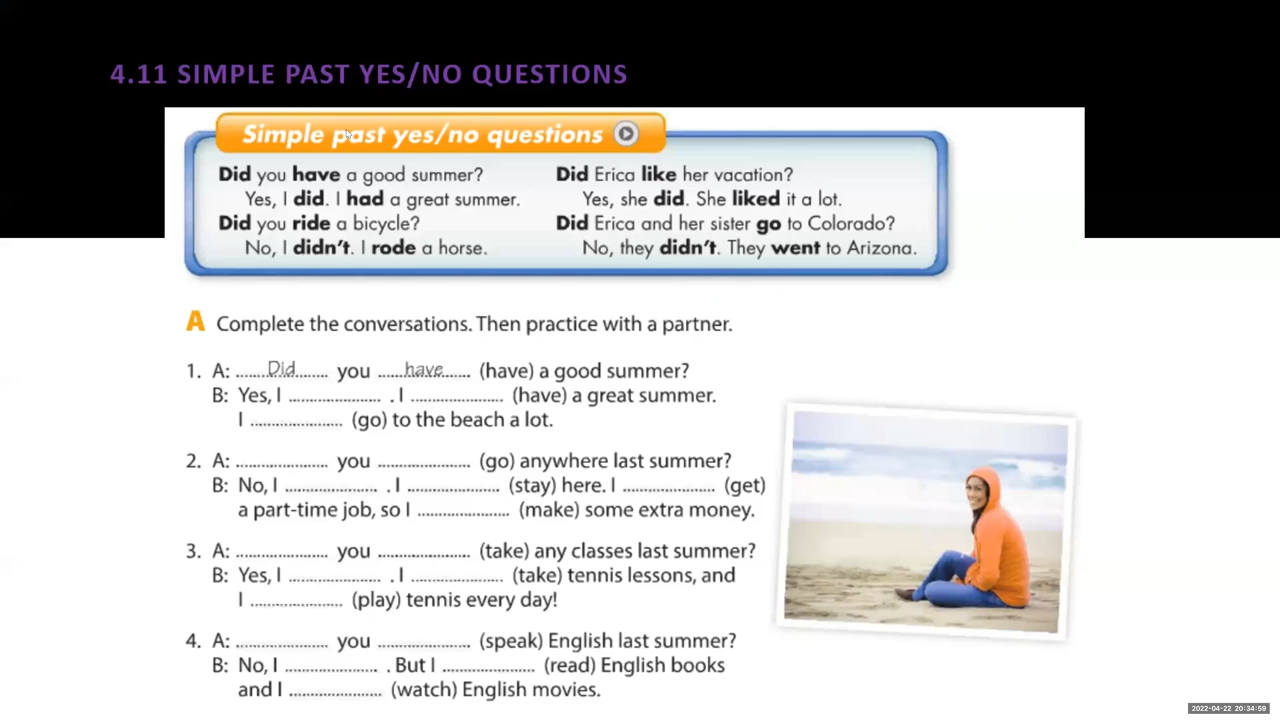 4.11 SIMPLE PAST YES/NO QUESTIONS
Simple past yes/no questions
Did you have a good summer?
Yes, I did. I had a great summer.
Did you ride a bicycle?
No, I didn't. I rode a horse.
Did Erica like her vacation?
Yes, she did. She liked it a lot.
Did Erica and her sister go to Colorado?
No, they didn't. They went to Arizona.
A Complete the conversations. Then practice with a partner.
1. A: ........Did........ you .......have....... (have) a good summer?
B: Yes, I ...................... . I ...................... (have) a great summer.
I ...................... (go) to the beach a lot.
2. A: ...................... you ...................... (go) anywhere last summer?
B: No, I ...................... . I ...................... (stay) here. I ...................... (get)
a part-time job, so I ...................... (make) some extra money.
3. A: ...................... you ...................... (take) any classes last summer?
B: Yes, I ...................... . I ...................... (take) tennis lessons, and
I ...................... (play) tennis every day!
4. A: ...................... you ...................... (speak) English last summer?
B: No, I ...................... . But I ...................... (read) English books
and I ...................... (watch) English movies.
2022-04-22 20:34:59